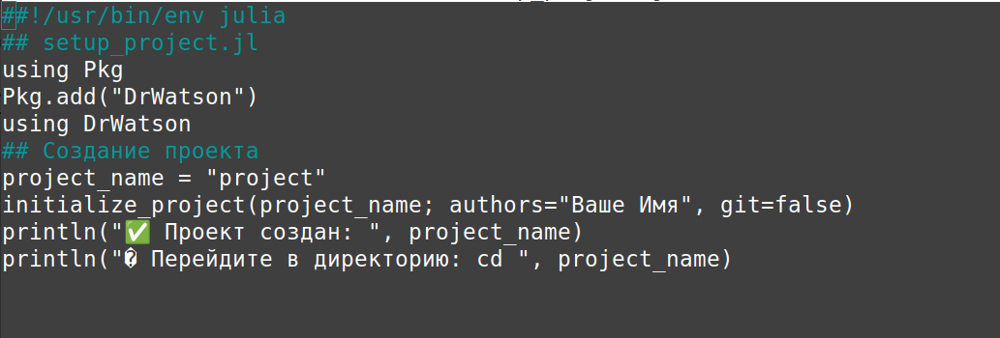 ##!/usr/bin/env julia
## setup_project.jl
using Pkg
Pkg.add("DrWatson")
using DrWatson
## Создание проекта
project_name = "project"
initialize_project(project_name; authors="Ваше Имя", git=false)
println("✅ Проект создан: ", project_name)
println("� Перейдите в директорию: cd ", project_name)